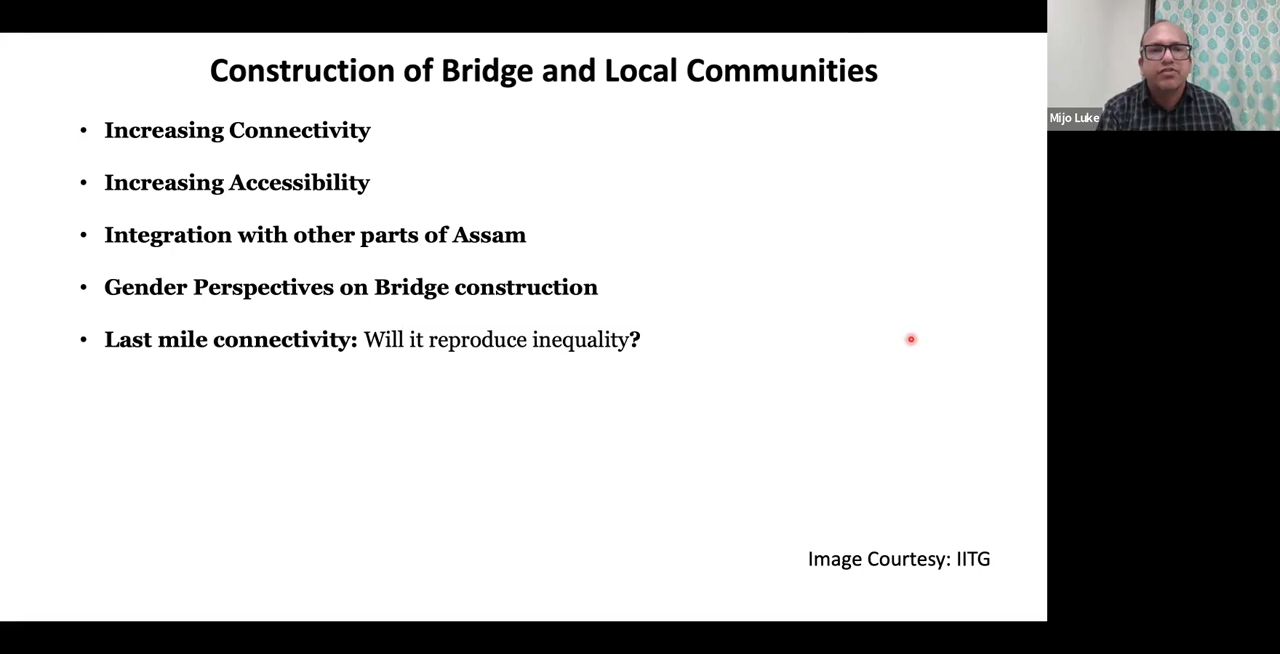 Construction of Bridge and Local Communities
• Increasing Connectivity
• Increasing Accessibility
• Integration with other parts of Assam
• Gender Perspectives on Bridge construction
• Last mile connectivity: Will it reproduce inequality?
Image Courtesy: IITG
Mijo Luke